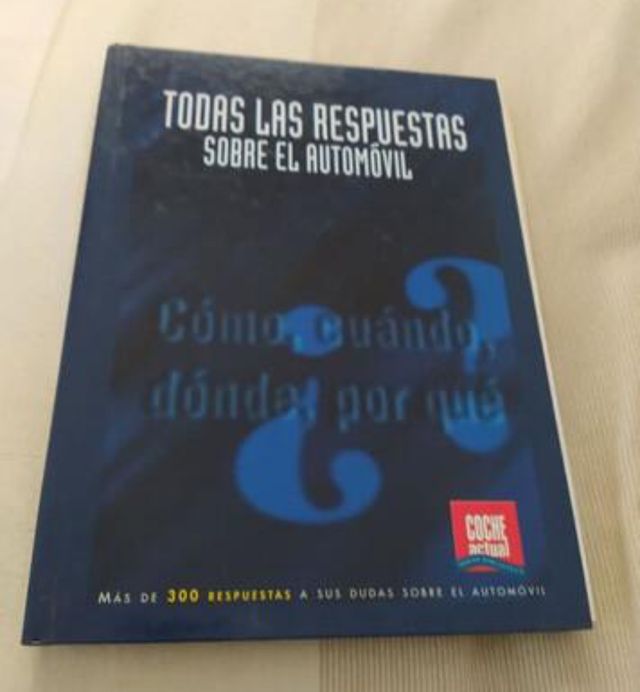 TODAS LAS RESPUESTAS
SOBRE EL AUTOMÓVIL
¿?
Cómo, cuándo,
dónde, por qué
COCHE
actual
MÁS DE 300 RESPUESTAS A SUS DUDAS SOBRE EL AUTOMÓVIL